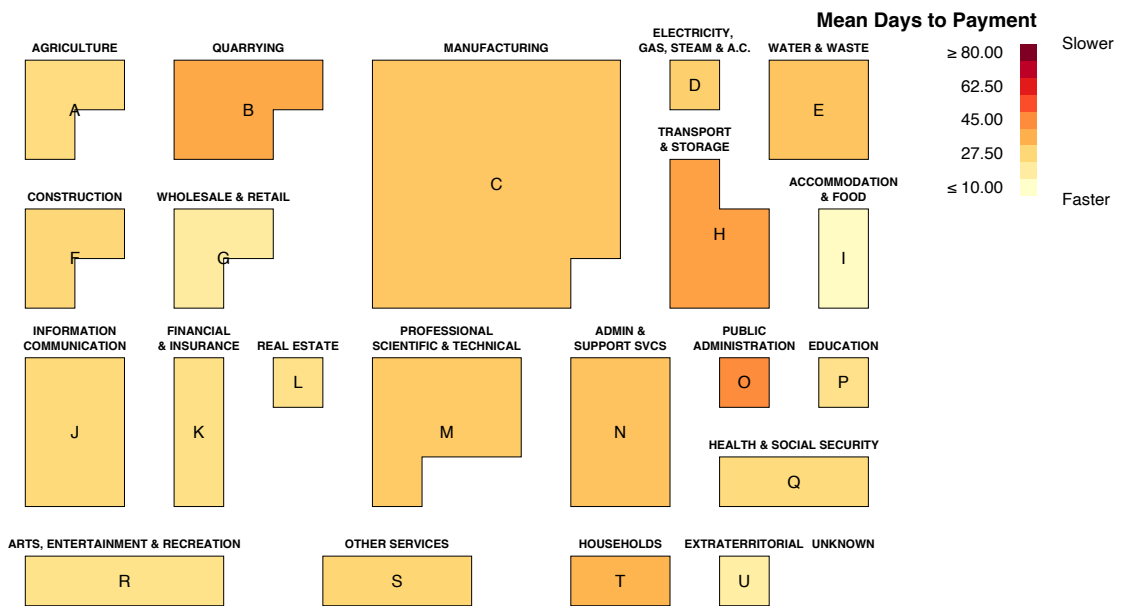 Mean Days to Payment
≥ 80.00
62.50
45.00
27.50
≤ 10.00
Slower
Faster
AGRICULTURE
A
QUARRYING
B
MANUFACTURING
C
ELECTRICITY,
GAS, STEAM & A.C.
D
WATER & WASTE
E
CONSTRUCTION
F
WHOLESALE & RETAIL
G
TRANSPORT
& STORAGE
H
ACCOMMODATION
& FOOD
I
INFORMATION
COMMUNICATION
J
FINANCIAL
& INSURANCE
K
REAL ESTATE
L
PROFESSIONAL
SCIENTIFIC & TECHNICAL
M
ADMIN &
SUPPORT SVCS
N
PUBLIC
ADMINISTRATION
O
EDUCATION
P
HEALTH & SOCIAL SECURITY
Q
ARTS, ENTERTAINMENT & RECREATION
R
OTHER SERVICES
S
HOUSEHOLDS
T
EXTRATERRITORIAL UNKNOWN
U